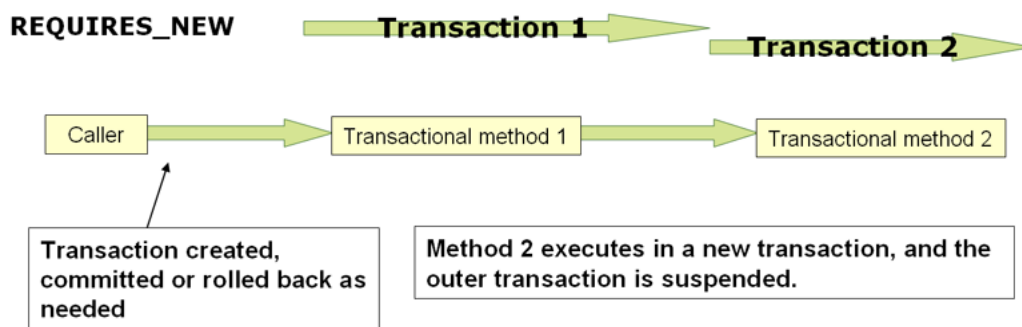 REQUIRES_NEW
Transaction 1
Transaction 2
Caller
Transactional method 1
Transactional method 2
Transaction created,
committed or rolled back as
needed
Method 2 executes in a new transaction, and the
outer transaction is suspended.